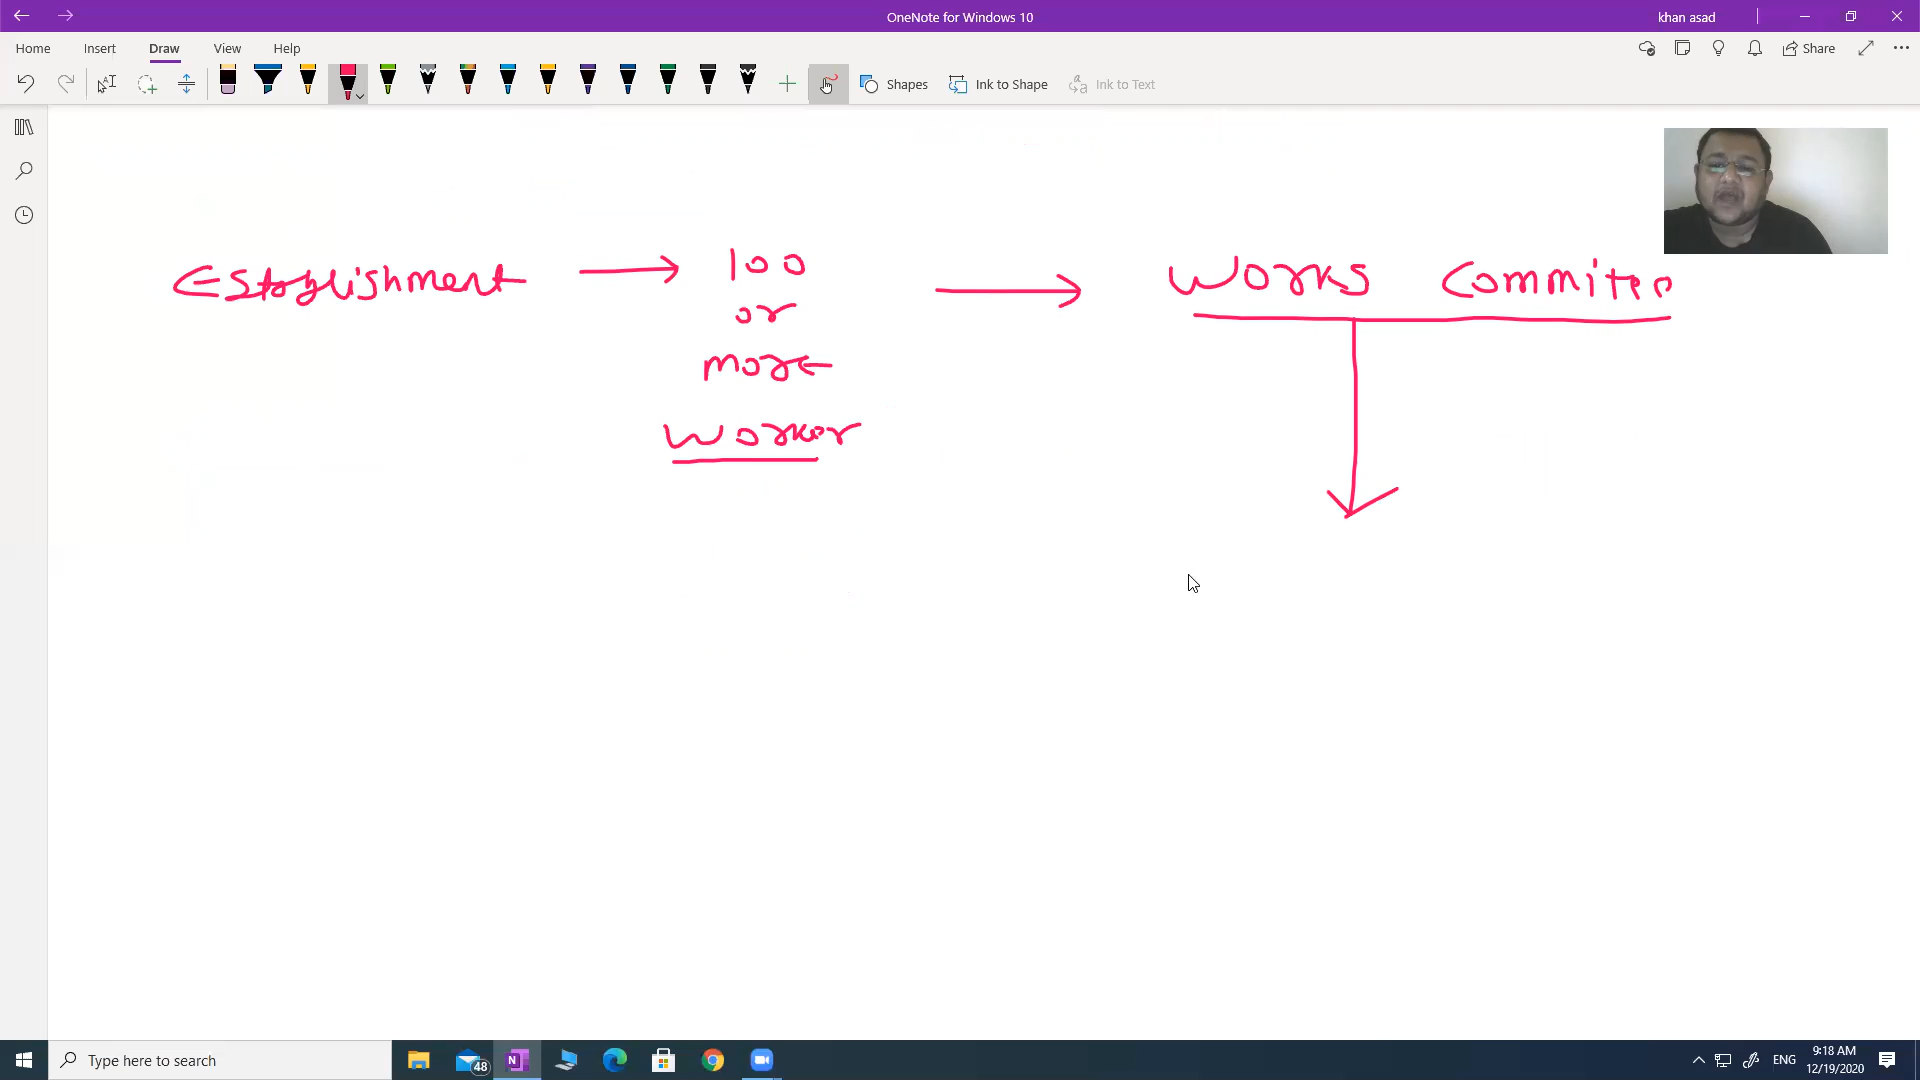 OneNote for Windows 10
khan asad
Home Insert Draw View Help
Share
Shapes
Ink to Shape
Ink to Text
Establishment → 100 → Works Committee
or
more
Worker
Type here to search
48
ENG
9:18 AM
12/19/2020